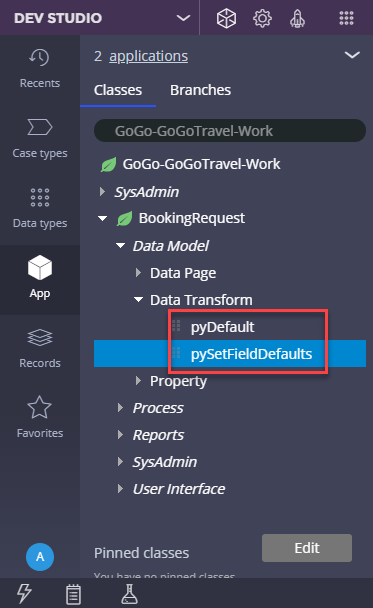 DEV STUDIO
2 applications
Recents
Classes Branches
GoGo-GoGoTravel-Work
Case types
GoGo-GoGoTravel-Work
SysAdmin
Data types
BookingRequest
Data Model
App
Data Page
Data Transform
pyDefault
Records
pySetFieldDefaults
Property
Process
Favorites
Reports
SysAdmin
User Interface
A
Pinned classes Edit
You have no pinned classes